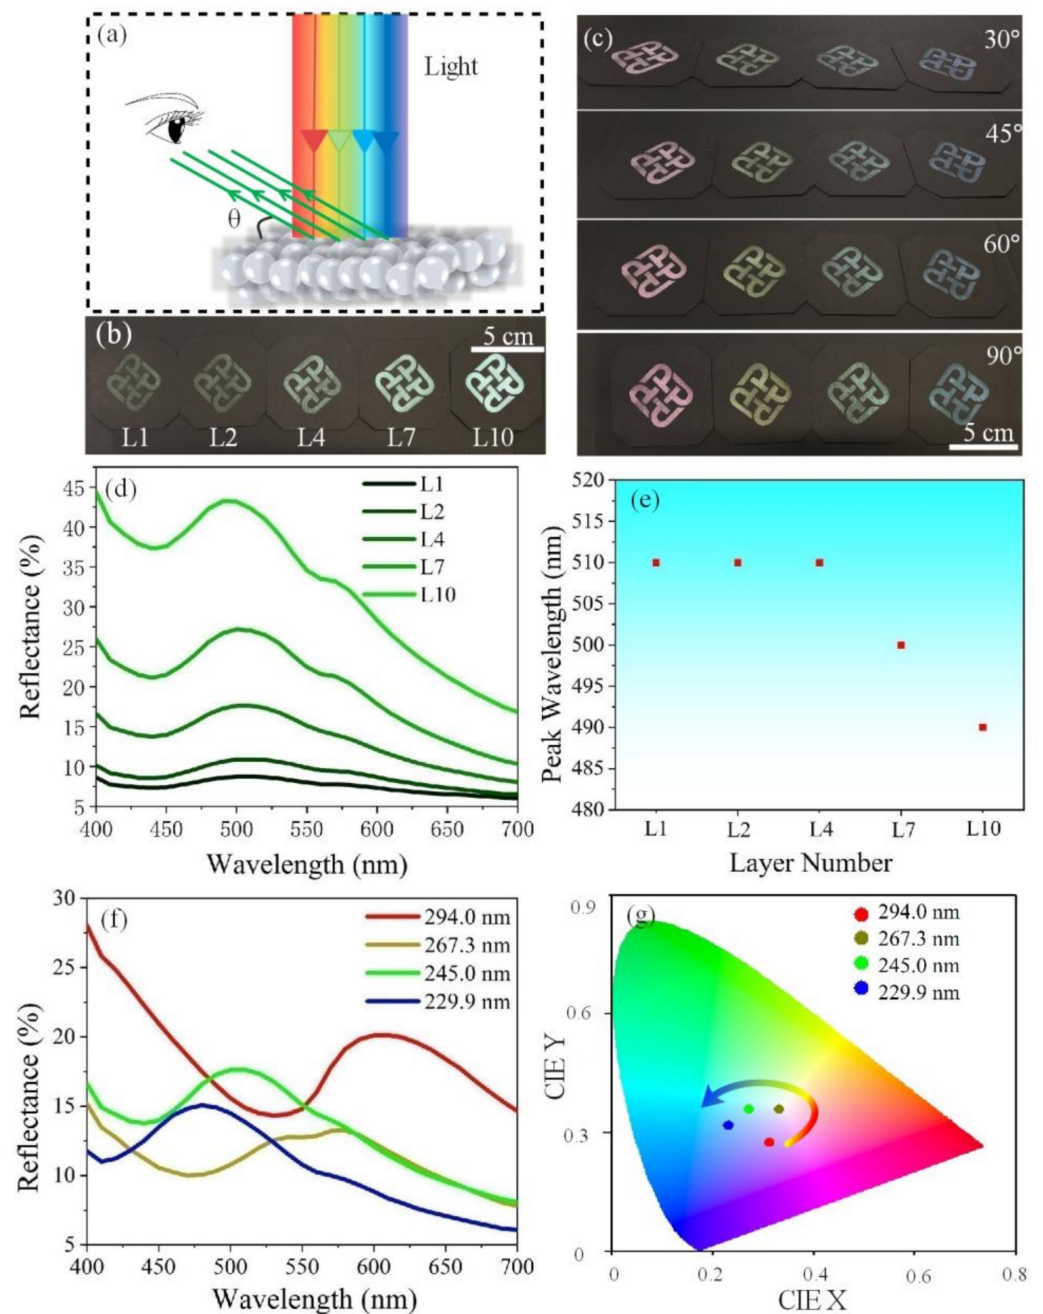 (a)
Light
θ
(b)
5 cm
L1 L2 L4 L7 L10
(c)
30°
45°
60°
90°
5 cm
(d)
L1
L2
L4
L7
L10
45
40
35
30
25
20
15
10
5
Reflectance (%)
400 450 500 550 600 650 700
Wavelength (nm)
(e)
520
515
510
505
500
495
490
485
480
Peak Wavelength (nm)
L1 L2 L4 L7 L10
Layer Number
(f)
294.0 nm
267.3 nm
245.0 nm
229.9 nm
30
25
20
15
10
5
Reflectance (%)
400 450 500 550 600 650 700
Wavelength (nm)
(g)
294.0 nm
267.3 nm
245.0 nm
229.9 nm
0.9
0.6
0.3
0
CIE Y
0 0.2 0.4 0.6 0.8
CIE X